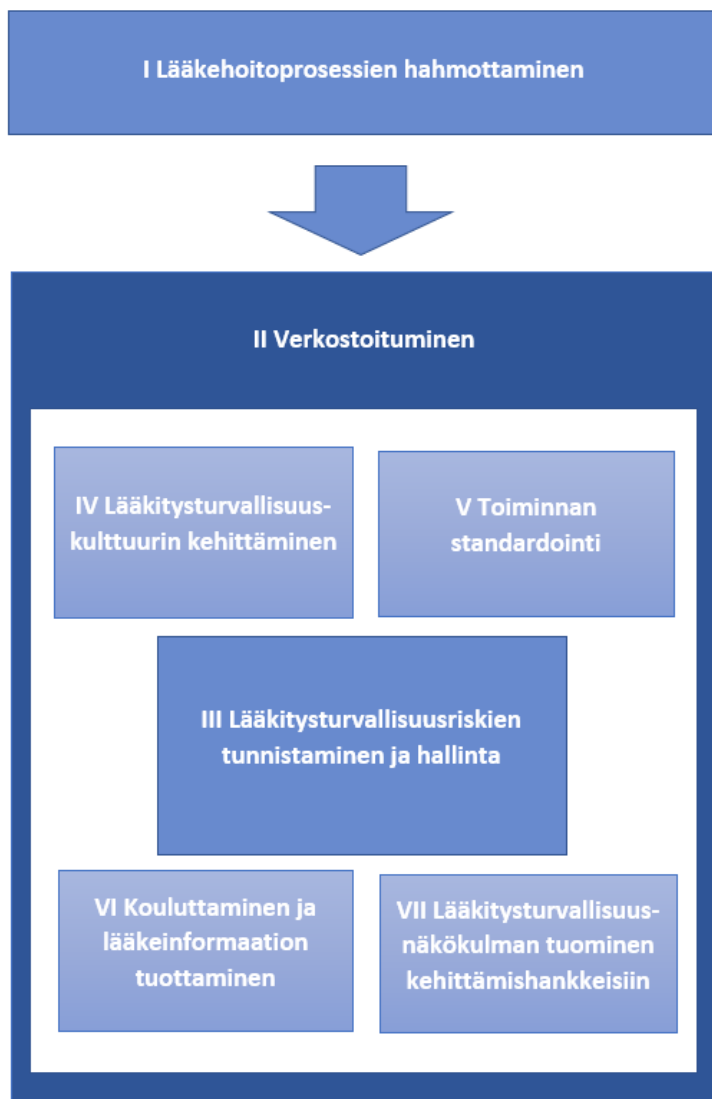 I Lääkehoitoprosessien hahmottaminen
II Verkostoituminen
IV Lääkitysturvallisuus-
kulttuurin kehittäminen
V Toiminnan
standardointi
III Lääkitysturvallisuusriskien
tunnistaminen ja hallinta
VI Kouluttaminen ja
lääkeinformaation
tuottaminen
VII Lääkitysturvallisuus-
näkökulman tuominen
kehittämishankkeisiin